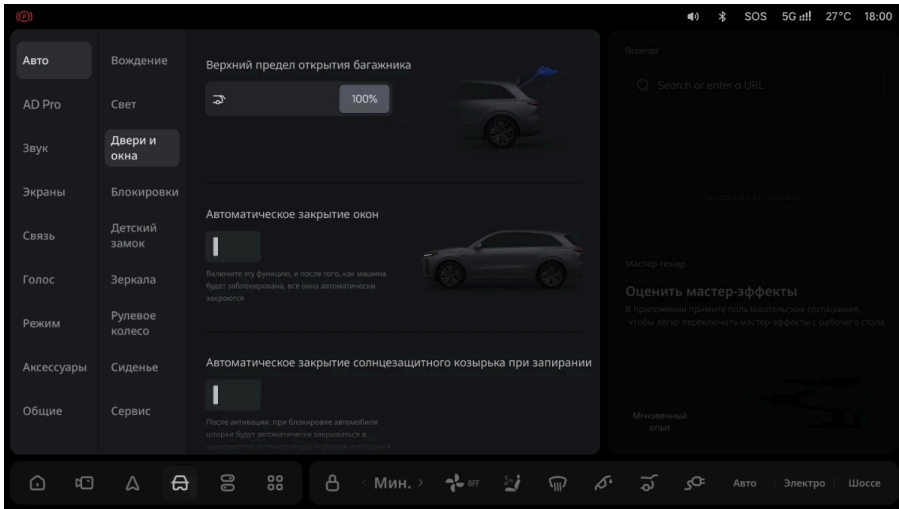 (P)
SOS 5G 27°C 18:00
Авто
AD Pro
Звук
Экраны
Связь
Голос
Режим
Аксессуары
Общие
Вождение
Свет
Двери и
окна
Блокировки
Детский
замок
Зеркала
Рулевое
колесо
Сиденье
Сервис
Верхний предел открытия багажника
100%
Автоматическое закрытие окон
Включите эту функцию, и после того, как машина
будет заблокирована, все окна автоматически
закроются
Автоматическое закрытие солнцезащитного козырька при запирании
После активации, при блокировке автомобиля
шторки будут автоматически закрываться в
Browser
Search or enter a URL
Мастер-тюнер
Оценить мастер-эффекты
В приложении примите пользовательское соглашение,
чтобы легко переключать мастер-эффекты с рабочего стола.
Мгновенный
опыт
< Мин. >
OFF
Авто
Электро
Шоссе